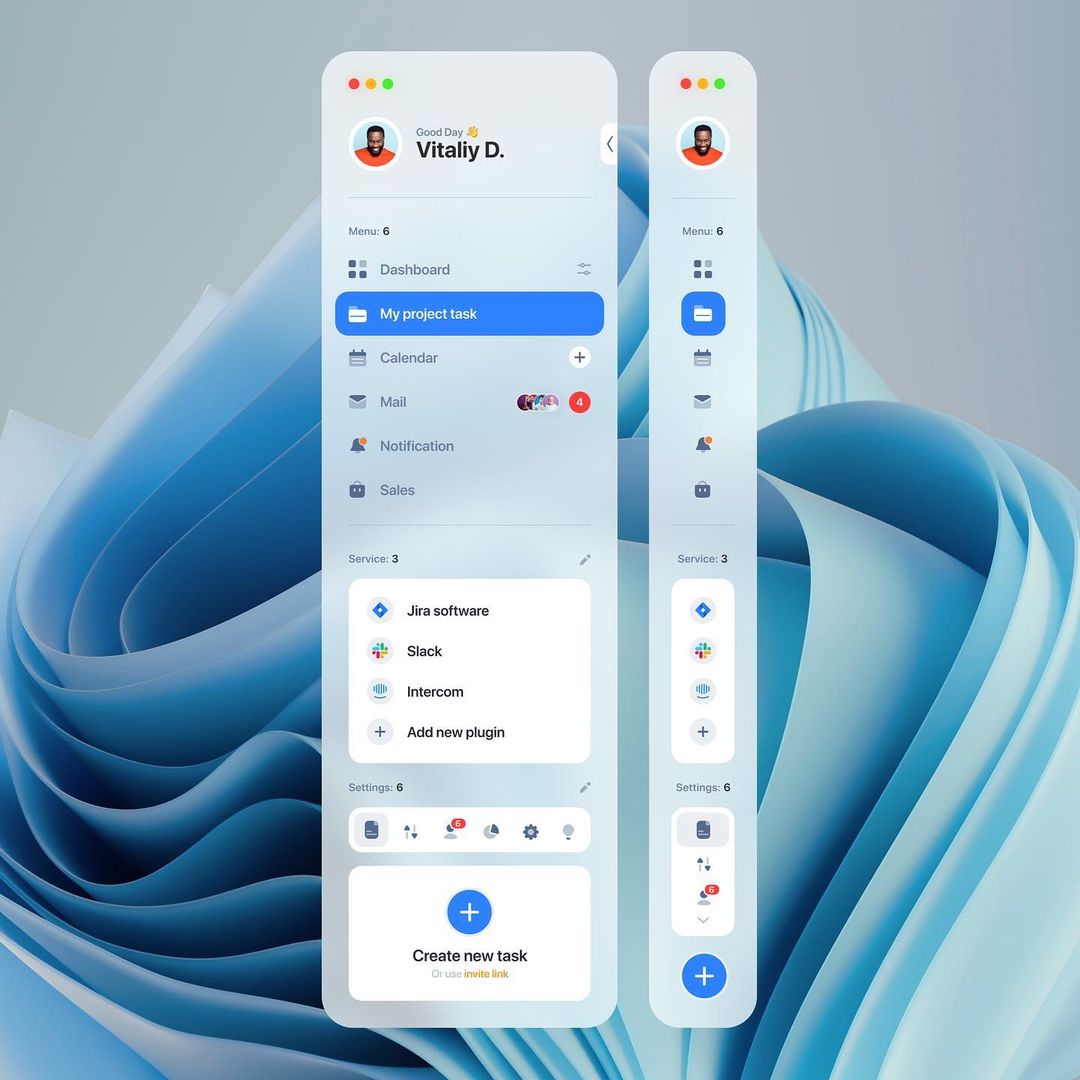 Good Day 👋
Vitaliy D.
Menu: 6
Dashboard
My project task
Calendar
Mail
4
Notification
Sales
Service: 3
Jira software
Slack
Intercom
Add new plugin
Settings: 6
6
Create new task
Or use invite link
Menu: 6
Service: 3
Settings: 6
6